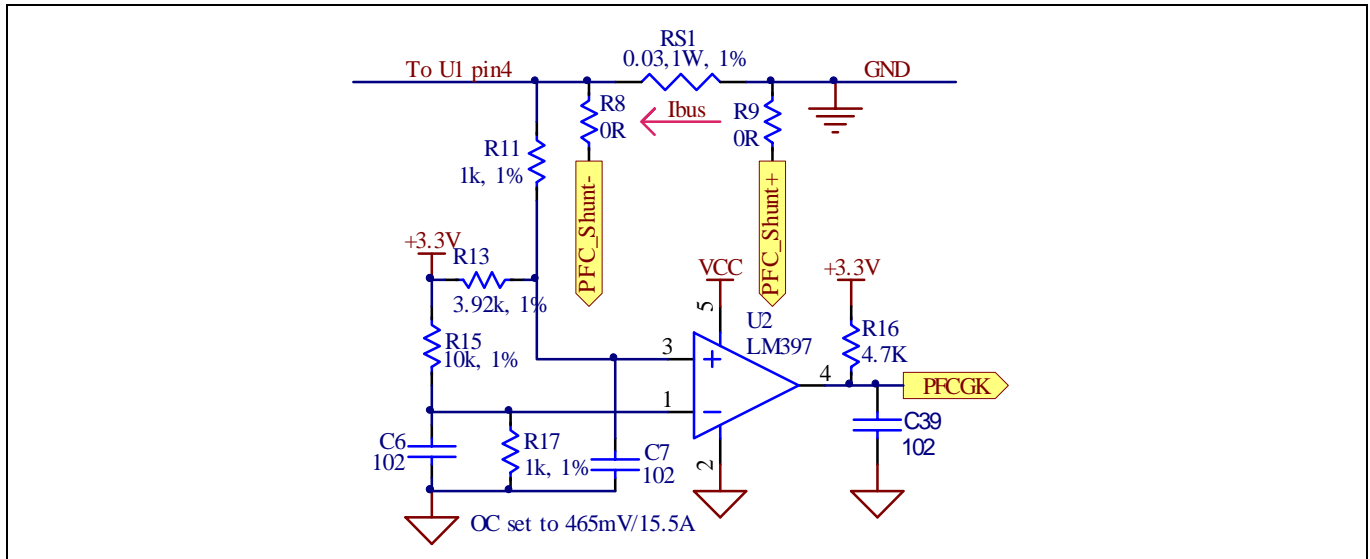 RS1
0.03,1W, 1%
To U1 pin4
GND
R8
0R
Ibus
R9
0R
R11
1k, 1%
PFC_Shunt-
PFC_Shunt+
+3.3V
R13
3.92k, 1%
VCC
+3.3V
5
U2
LM397
R15
10k, 1%
R16
4.7K
3
4
PFCGK
1
C6
102
R17
1k, 1%
C7
102
2
C39
102
OC set to 465mV/15.5A